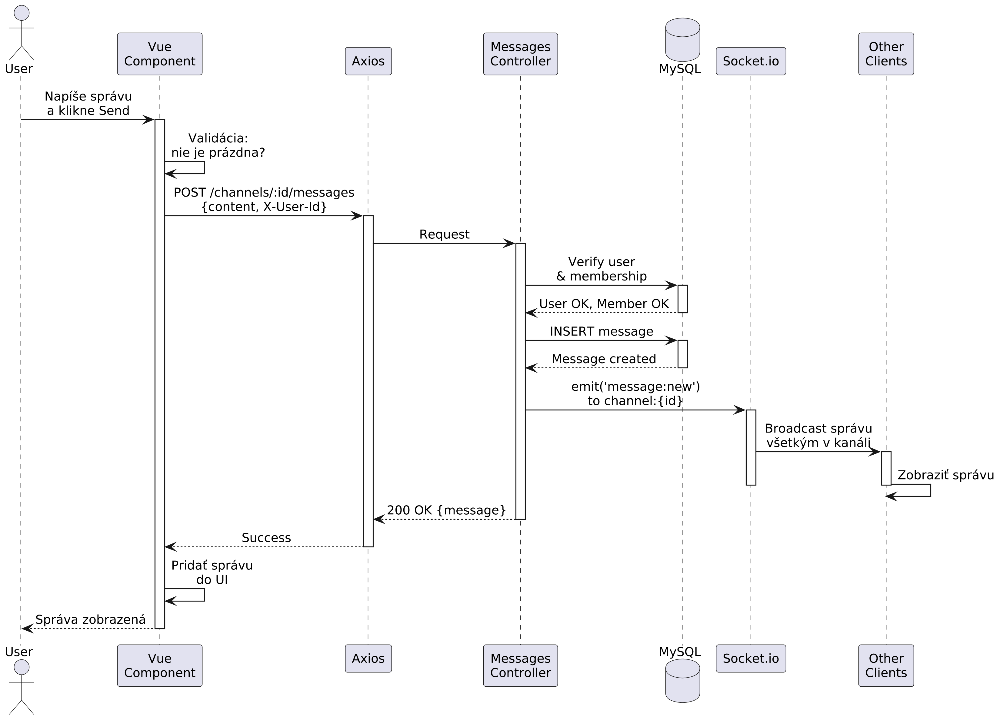 User
Vue
Component
Axios
Messages
Controller
MySQL
Socket.io
Other
Clients
Napíše správu
a klikne Send
Validácia:
nie je prázdna?
POST /channels/:id/messages
{content, X-User-Id}
Request
Verify user
& membership
User OK, Member OK
INSERT message
Message created
emit('message:new')
to channel:{id}
Broadcast správu
všetkým v kanáli
Zobraziť správu
200 OK {message}
Success
Pridať správu
do UI
Správa zobrazená
User
Vue
Component
Axios
Messages
Controller
MySQL
Socket.io
Other
Clients